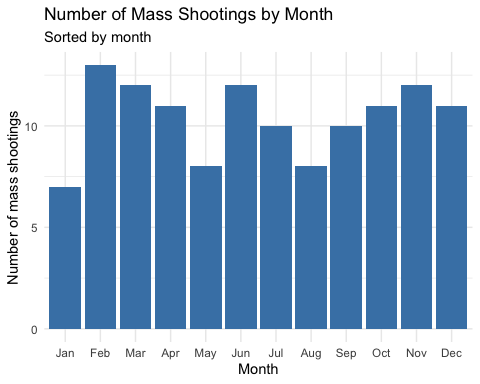 Number of Mass Shootings by Month
Sorted by month
Number of mass shootings
10
5
0
Jan Feb Mar Apr May Jun Jul Aug Sep Oct Nov Dec
Month